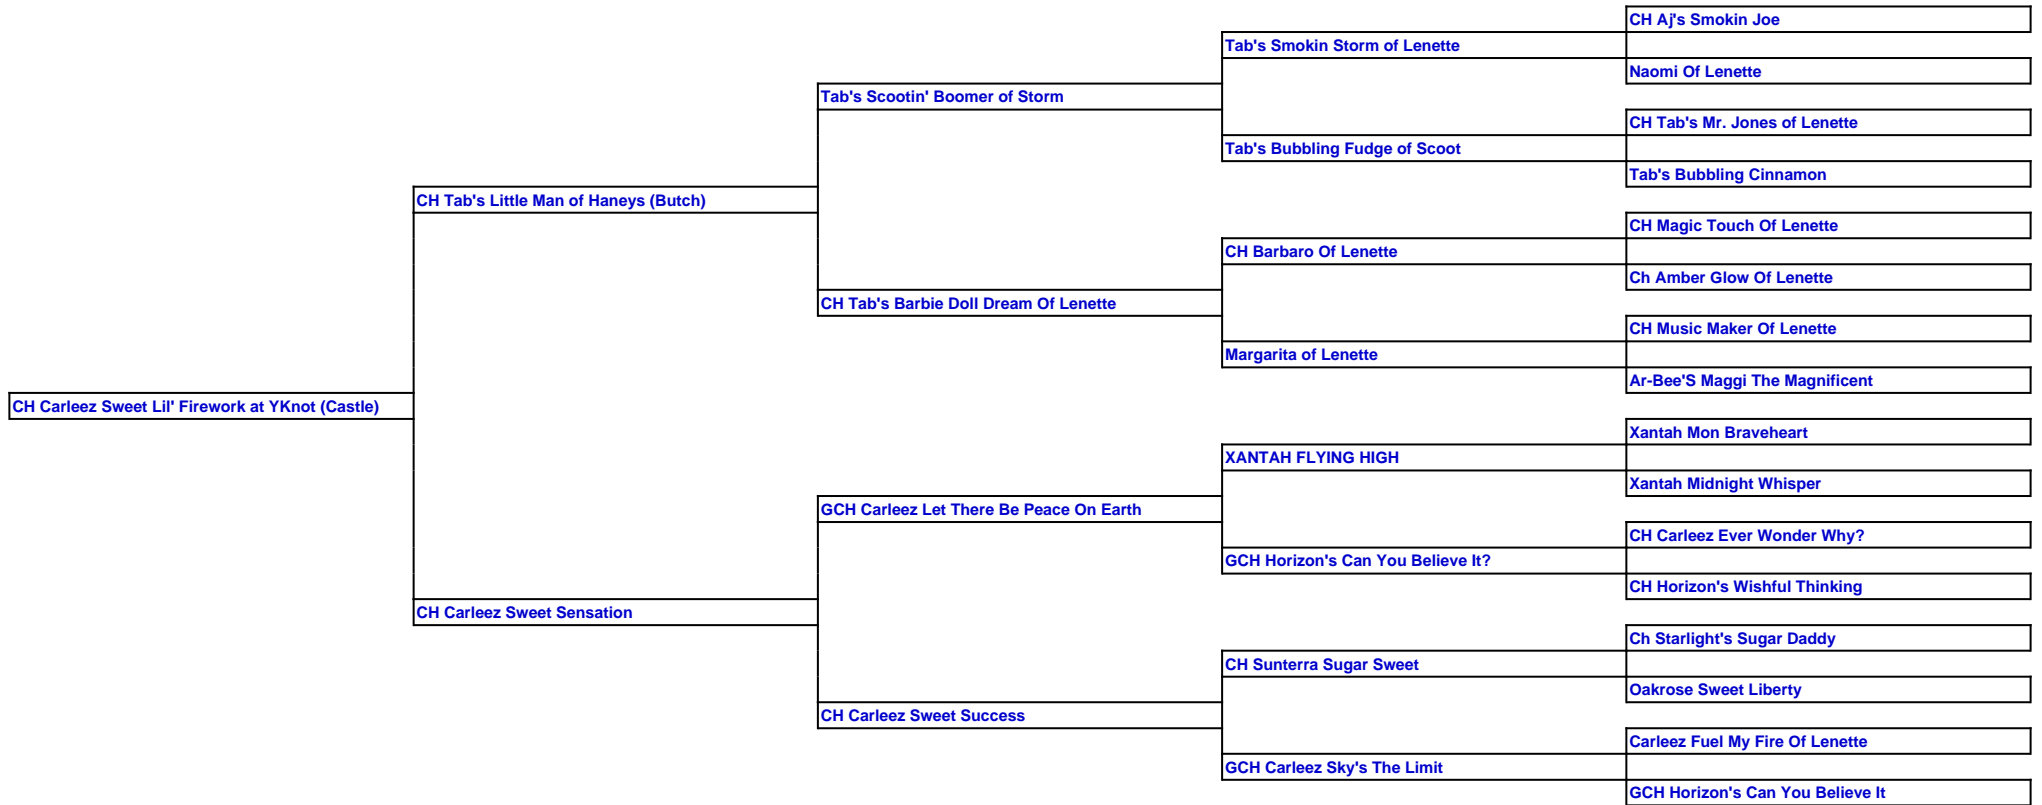 CH Aj's Smokin Joe
Tab's Smokin Storm of Lenette
Naomi Of Lenette
Tab's Scootin' Boomer of Storm
CH Tab's Mr. Jones of Lenette
Tab's Bubbling Fudge of Scoot
Tab's Bubbling Cinnamon
CH Tab's Little Man of Haneys (Butch)
CH Magic Touch Of Lenette
CH Barbaro Of Lenette
Ch Amber Glow Of Lenette
CH Tab's Barbie Doll Dream Of Lenette
CH Music Maker Of Lenette
Margarita of Lenette
Ar-Bee'S Maggi The Magnificent
CH Carleez Sweet Lil' Firework at YKnot (Castle)
Xantah Mon Braveheart
XANTAH FLYING HIGH
Xantah Midnight Whisper
GCH Carleez Let There Be Peace On Earth
CH Carleez Ever Wonder Why?
GCH Horizon's Can You Believe It?
CH Horizon's Wishful Thinking
CH Carleez Sweet Sensation
Ch Starlight's Sugar Daddy
CH Sunterra Sugar Sweet
Oakrose Sweet Liberty
CH Carleez Sweet Success
Carleez Fuel My Fire Of Lenette
GCH Carleez Sky's The Limit
GCH Horizon's Can You Believe It